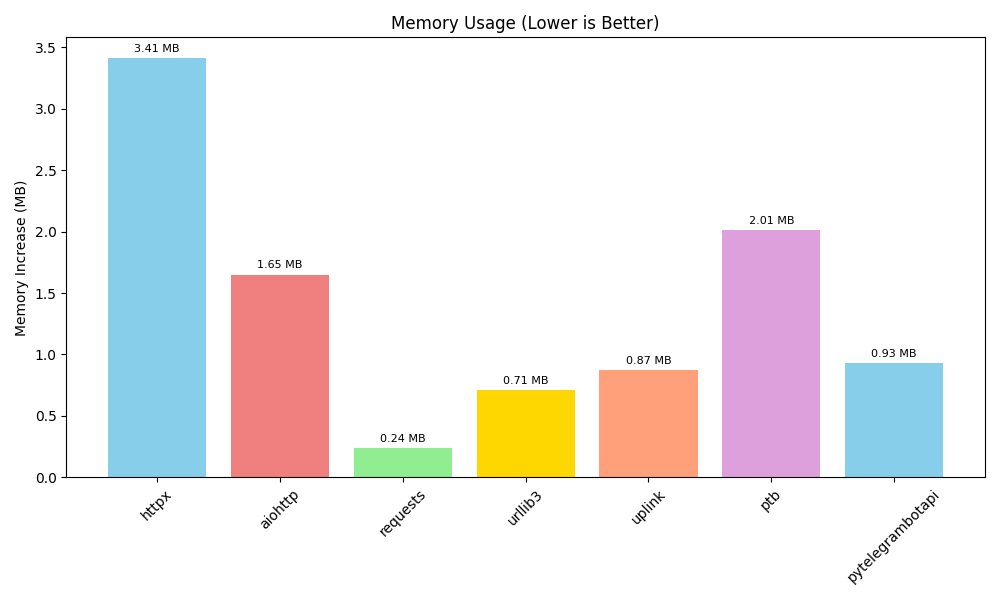 Memory Usage (Lower is Better)
Memory Increase (MB)
3.5
3.0
2.5
2.0
1.5
1.0
0.5
0.0
3.41 MB
1.65 MB
0.24 MB
0.71 MB
0.87 MB
2.01 MB
0.93 MB
httpx
aiohttp
requests
urllib3
uplink
ptb
pytelegrambotapi